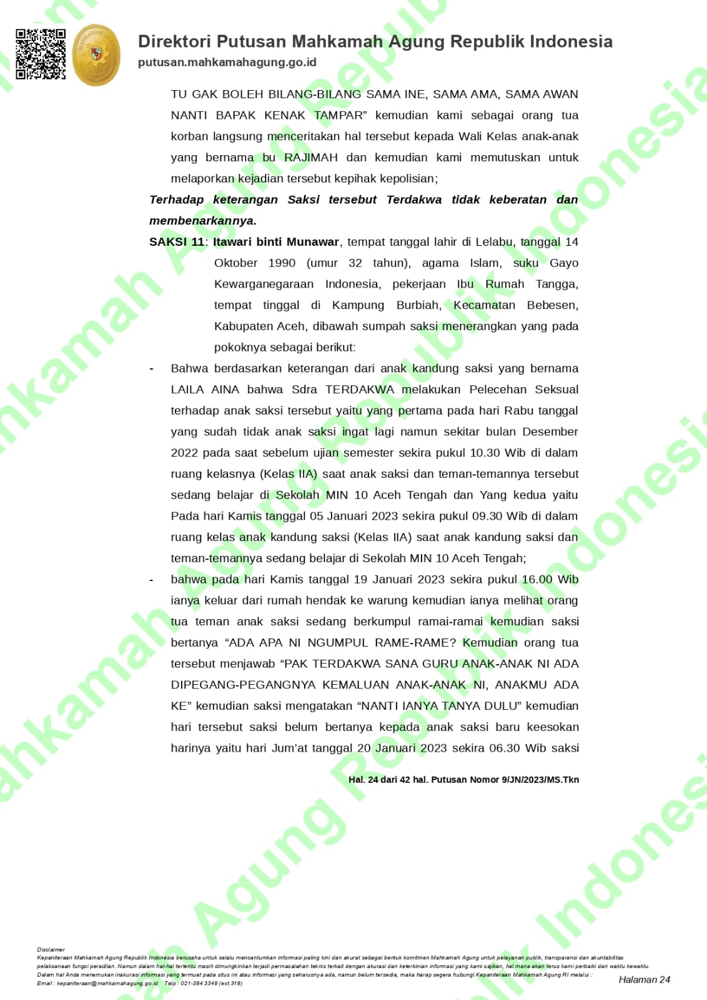 Direktori Putusan Mahkamah Agung Republik Indonesia
putusan.mahkamahagung.go.id
TU GAK BOLEH BILANG-BILANG SAMA INE, SAMA AMA, SAMA AWAN
NANTI BAPAK KENAK TAMPAR” kemudian kami sebagai orang tua
korban langsung menceritakan hal tersebut kepada Wali Kelas anak-anak
yang bernama bu RAJIMAH dan kemudian kami memutuskan untuk
melaporkan kejadian tersebut kepihak kepolisian;
Terhadap keterangan Saksi tersebut Terdakwa tidak keberatan dan
membenarkannya.
SAKSI 11: Itawari binti Munawar, tempat tanggal lahir di Lelabu, tanggal 14
Oktober 1990 (umur 32 tahun), agama Islam, suku Gayo
Kewarganegaraan Indonesia, pekerjaan Ibu Rumah Tangga,
tempat tinggal di Kampung Burbiah, Kecamatan Bebesen,
Kabupaten Aceh, dibawah sumpah saksi menerangkan yang pada
pokoknya sebagai berikut:
- Bahwa berdasarkan keterangan dari anak kandung saksi yang bernama
LAILA AINA bahwa Sdra TERDAKWA melakukan Pelecehan Seksual
terhadap anak saksi tersebut yaitu yang pertama pada hari Rabu tanggal
yang sudah tidak anak saksi ingat lagi namun sekitar bulan Desember
2022 pada saat sebelum ujian semester sekira pukul 10.30 Wib di dalam
ruang kelasnya (Kelas IIA) saat anak saksi dan teman-temannya tersebut
sedang belajar di Sekolah MIN 10 Aceh Tengah dan Yang kedua yaitu
Pada hari Kamis tanggal 05 Januari 2023 sekira pukul 09.30 Wib di dalam
ruang kelas anak kandung saksi (Kelas IIA) saat anak kandung saksi dan
teman-temannya sedang belajar di Sekolah MIN 10 Aceh Tengah;
- bahwa pada hari Kamis tanggal 19 Januari 2023 sekira pukul 16.00 Wib
ianya keluar dari rumah hendak ke warung kemudian ianya melihat orang
tua teman anak saksi sedang berkumpul ramai-ramai kemudian saksi
bertanya “ADA APA NI NGUMPUL RAME-RAME? Kemudian orang tua
tersebut menjawab “PAK TERDAKWA SANA GURU ANAK-ANAK NI ADA
DIPEGANG-PEGANGNYA KEMALUAN ANAK-ANAK NI, ANAKMU ADA
KE” kemudian saksi mengatakan “NANTI IANYA TANYA DULU” kemudian
hari tersebut saksi belum bertanya kepada anak saksi baru keesokan
harinya yaitu hari Jum’at tanggal 20 Januari 2023 sekira 06.30 Wib saksi
Hal. 24 dari 42 hal. Putusan Nomor 9/JN/2023/MS.Tkn
Disclaimer
Kepaniteraan Mahkamah Agung Republik Indonesia berusaha untuk selalu mencantumkan informasi paling kini dan akurat sebagai bentuk komitmen Mahkamah Agung untuk pelayanan publik, transparansi dan akuntabilitas
pelaksanaan fungsi peradilan. Namun dalam hal-hal tertentu masih dimungkinkan terjadi permasalahan teknis terkait dengan akurasi dan keterkinian informasi yang kami sajikan, hal mana akan terus kami perbaiki dari waktu kewaktu.
Dalam hal Anda menemukan inakurasi informasi yang termuat pada situs ini atau informasi yang seharusnya ada, namun belum tersedia, maka harap segera hubungi Kepaniteraan Mahkamah Agung RI melalui :
Email : kepaniteraan@mahkamahagung.go.id Telp : 021-384 3348 (ext.318)
Halaman 24